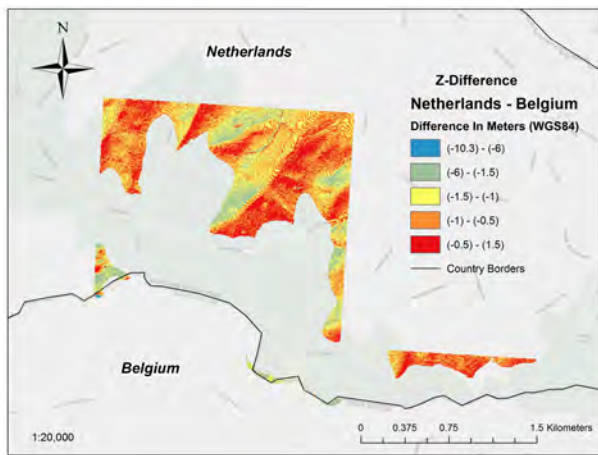 N
Netherlands
Z-Difference
Netherlands - Belgium
Difference In Meters (WGS84)
(-10.3) - (-6)
(-6) - (-1.5)
(-1.5) - (-1)
(-1) - (-0.5)
(-0.5) - (1.5)
Country Borders
Belgium
1:20,000
0 0.375 0.75 1.5 Kilometers